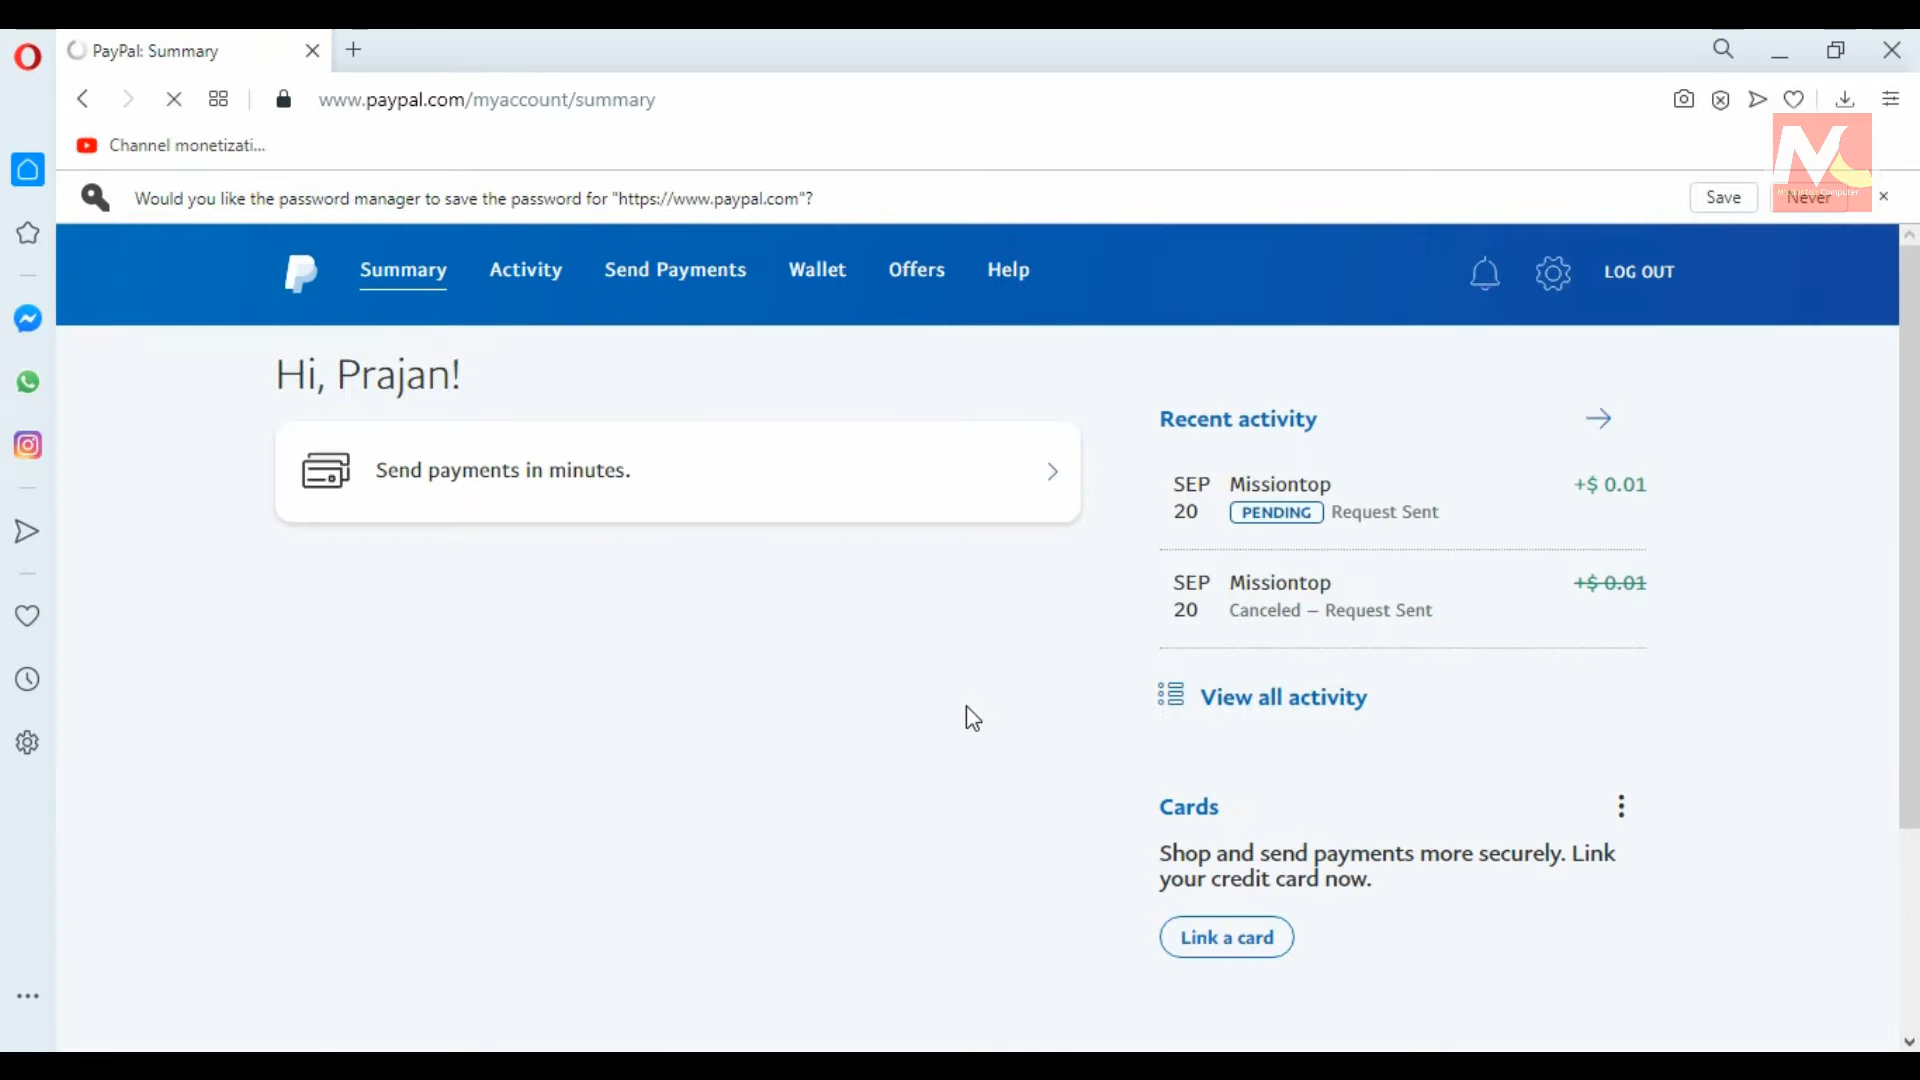 PayPal: Summary
www.paypal.com/myaccount/summary
Channel monetizati...
Would you like the password manager to save the password for "https://www.paypal.com"?
Save
Never
Summary
Activity
Send Payments
Wallet
Offers
Help
LOG OUT
Hi, Prajan!
Send payments in minutes.
Recent activity
SEP 20
Missiontop
+$ 0.01
PENDING Request Sent
SEP 20
Missiontop
+$ 0.01
Canceled – Request Sent
View all activity
Cards
Shop and send payments more securely. Link
your credit card now.
Link a card